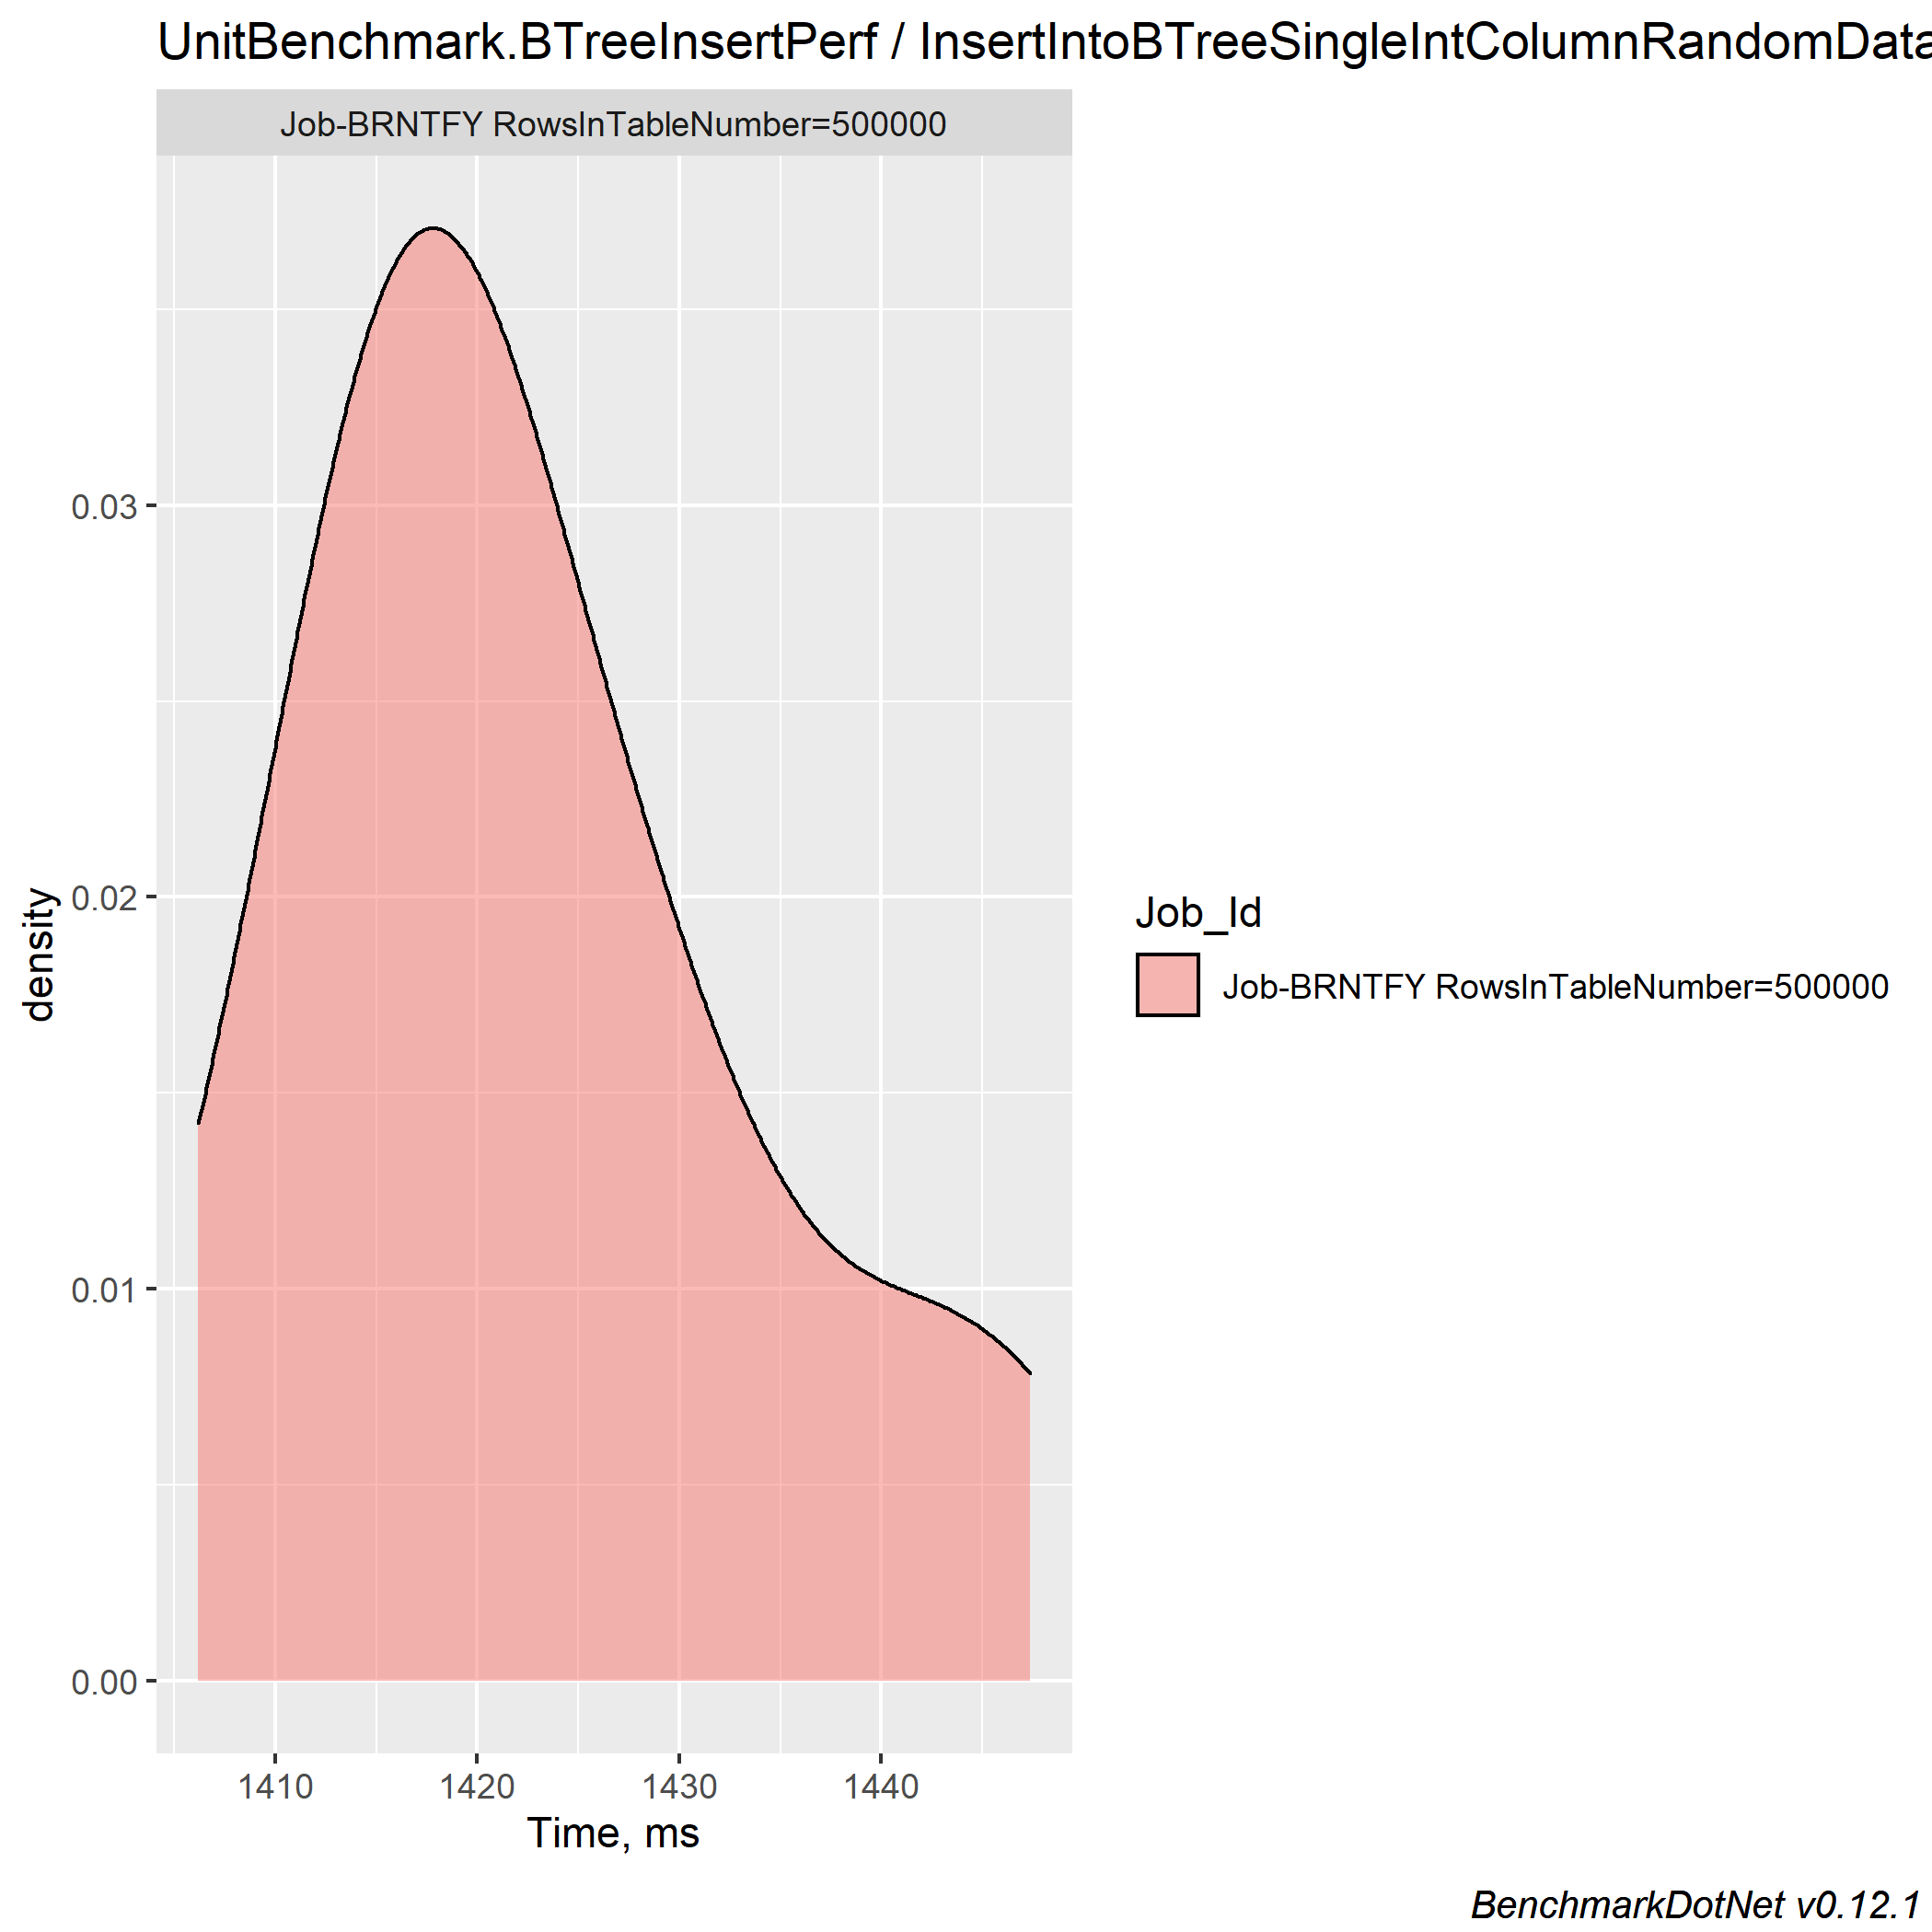 UnitBenchmark.BTreeInsertPerf / InsertIntoBTreeSingleIntColumnRandomData
Job-BRNTFY RowsInTableNumber=500000
0.03
0.02
0.01
0.00
density
1410 1420 1430 1440
Time, ms
Job_Id
Job-BRNTFY RowsInTableNumber=500000
BenchmarkDotNet v0.12.1